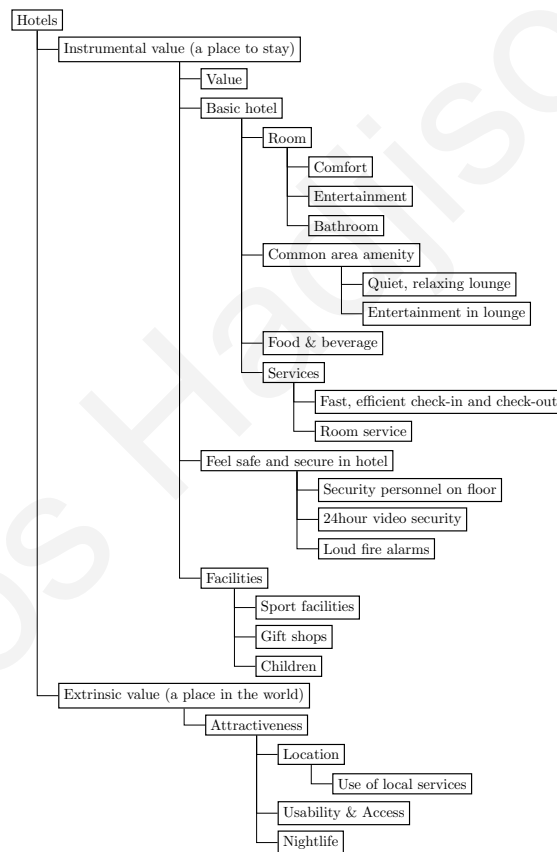 Hotels
Instrumental value (a place to stay)
Value
Basic hotel
Room
Comfort
Entertainment
Bathroom
Common area amenity
Quiet, relaxing lounge
Entertainment in lounge
Food & beverage
Services
Fast, efficient check-in and check-out
Room service
Feel safe and secure in hotel
Security personnel on floor
24hour video security
Loud fire alarms
Facilities
Sport facilities
Gift shops
Children
Extrinsic value (a place in the world)
Attractiveness
Location
Use of local services
Usability & Access
Nightlife